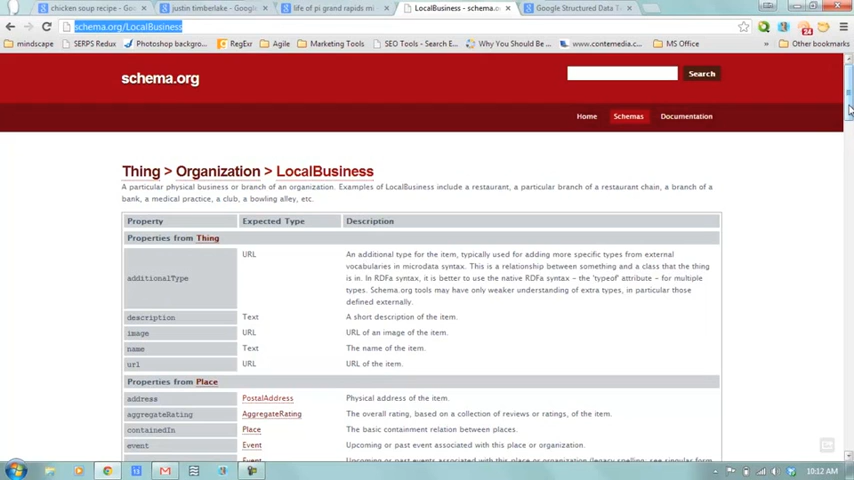 chicken soup recipe - G
justin timberlake - Google
life of pi grand rapids mi
LocalBusiness - schema.o
Google Structured Data T
schema.org/LocalBusiness
mindscape
SERPS Redux
Photoshop backgro...
RegExr
Agile
Marketing Tools
SEO Tools - Search E...
Why You Should Be ...
www.contemedia.c...
MS Office
Other bookmarks
24
schema.org
Search
Home
Schemas
Documentation
Thing > Organization > LocalBusiness
A particular physical business or branch of an organization. Examples of LocalBusiness include a restaurant, a particular branch of a restaurant chain, a branch of a
bank, a medical practice, a club, a bowling alley, etc.
Property Expected Type Description
Properties from Thing
additionalType URL An additional type for the item, typically used for adding more specific types from external
vocabularies in microdata syntax. This is a relationship between something and a class that the thing
is in. In RDFa syntax, it is better to use the native RDFa syntax - the 'typeof' attribute - for multiple
types. Schema.org tools may have only weaker understanding of extra types, in particular those
defined externally.
description Text A short description of the item.
image URL URL of an image of the item.
name Text The name of the item.
url URL URL of the item.
Properties from Place
address PostalAddress Physical address of the item.
aggregateRating AggregateRating The overall rating, based on a collection of reviews or ratings, of the item.
containedIn Place The basic containment relation between places.
event Event Upcoming or past event associated with this place or organization.
events Event Upcoming or past events associated with this place or organization (legacy spelling; see singular form,
10:12 AM